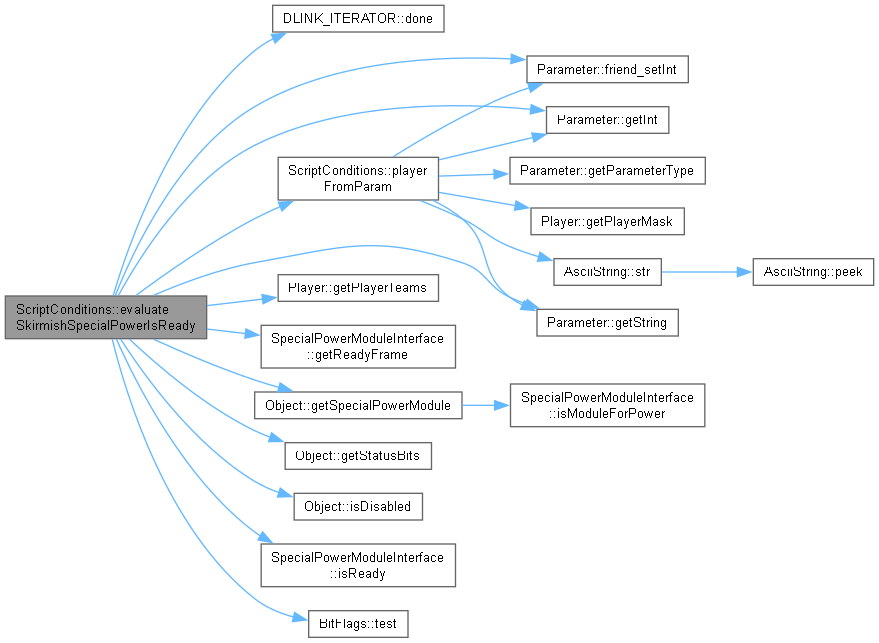 DLINK_ITERATOR::done
Parameter::friend_setInt
Parameter::getInt
ScriptConditions::player
FromParam
Parameter::getParameterType
Player::getPlayerMask
AsciiString::str
AsciiString::peek
Player::getPlayerTeams
ScriptConditions::evaluate
SkirmishSpecialPowerIsReady
Parameter::getString
SpecialPowerModuleInterface
::getReadyFrame
Object::getSpecialPowerModule
SpecialPowerModuleInterface
::isModuleForPower
Object::getStatusBits
Object::isDisabled
SpecialPowerModuleInterface
::isReady
BitFlags::test